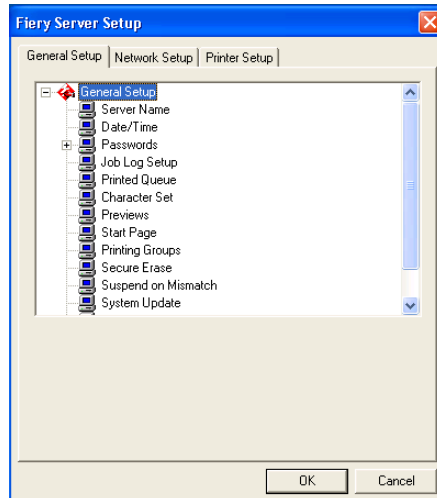 Fiery Server Setup
General Setup
Network Setup
Printer Setup
General Setup
Server Name
Date/Time
Passwords
Job Log Setup
Printed Queue
Character Set
Previews
Start Page
Printing Groups
Secure Erase
Suspend on Mismatch
System Update
OK
Cancel